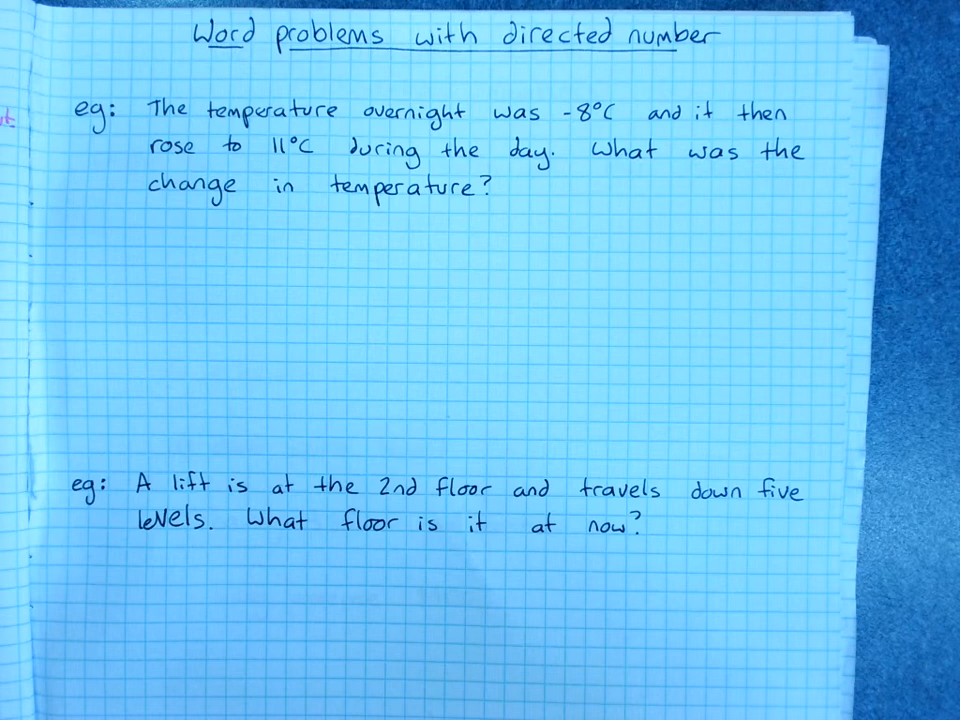 Word problems with directed number
eg: The temperature overnight was -8°C and it then
rose to 11°C during the day. What was the
change in temperature?
eg: A lift is at the 2nd floor and travels down five
levels. What floor is it at now?